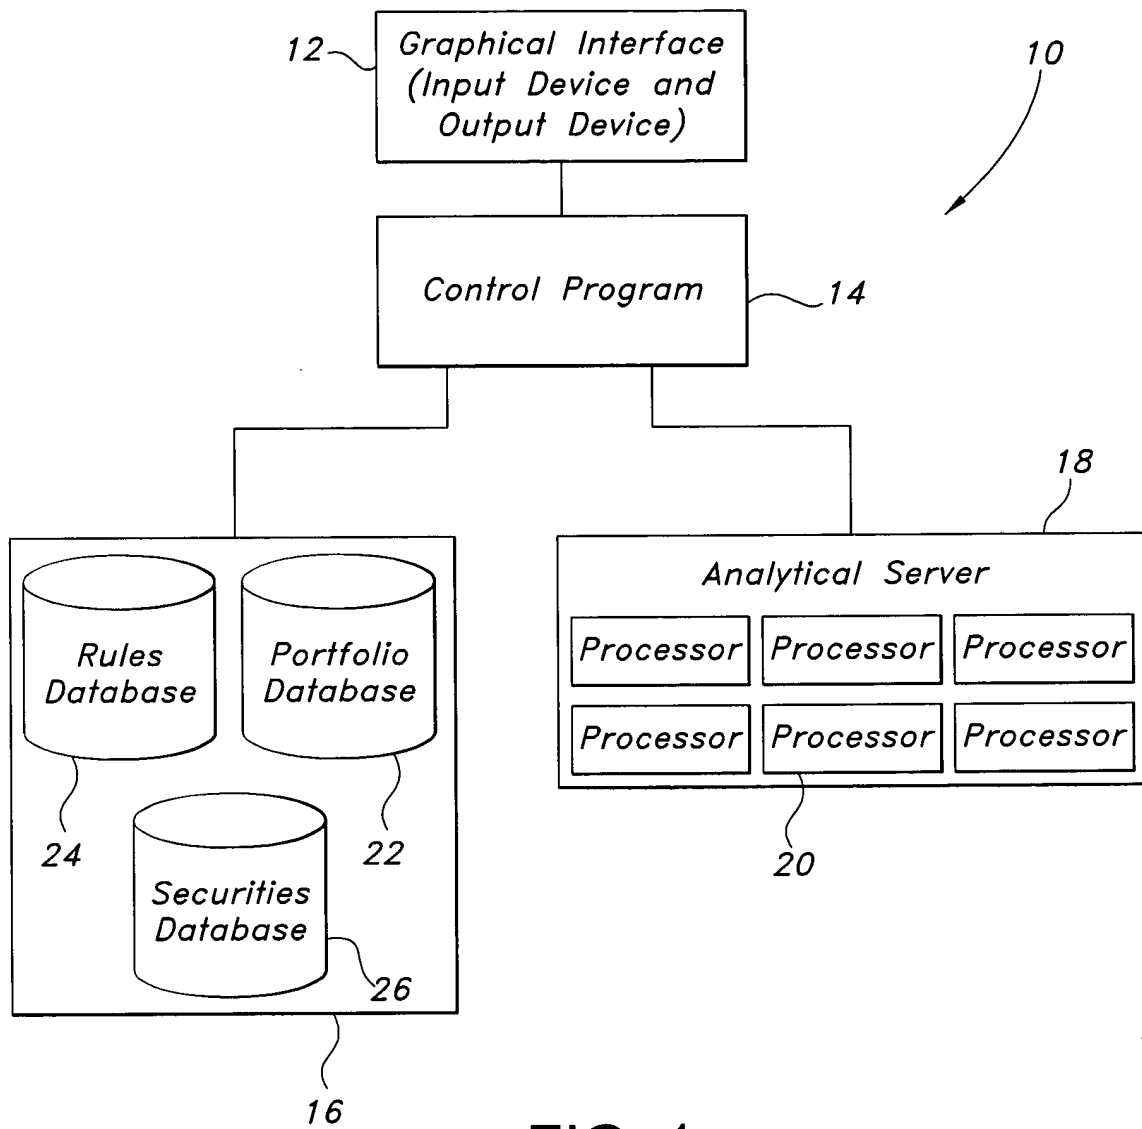 12
Graphical Interface
(Input Device and
Output Device)
10
Control Program
14
18
Analytical Server
Processor Processor Processor
Processor Processor Processor
20
Rules
Database
Portfolio
Database
24
22
Securities
Database
26
16